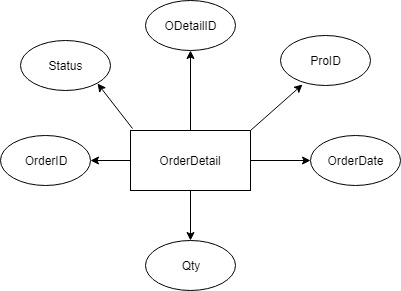 ODetailID
Status
ProID
OrderID
OrderDetail
OrderDate
Qty